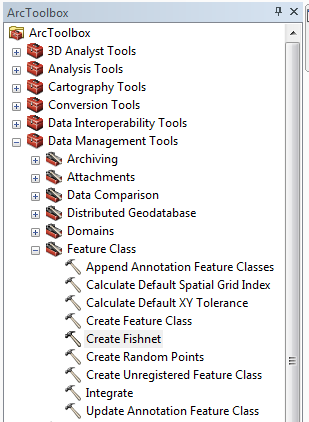 ArcToolbox
ArcToolbox
3D Analyst Tools
Analysis Tools
Cartography Tools
Conversion Tools
Data Interoperability Tools
Data Management Tools
Archiving
Attachments
Data Comparison
Distributed Geodatabase
Domains
Feature Class
Append Annotation Feature Classes
Calculate Default Spatial Grid Index
Calculate Default XY Tolerance
Create Feature Class
Create Fishnet
Create Random Points
Create Unregistered Feature Class
Integrate
Update Annotation Feature Class